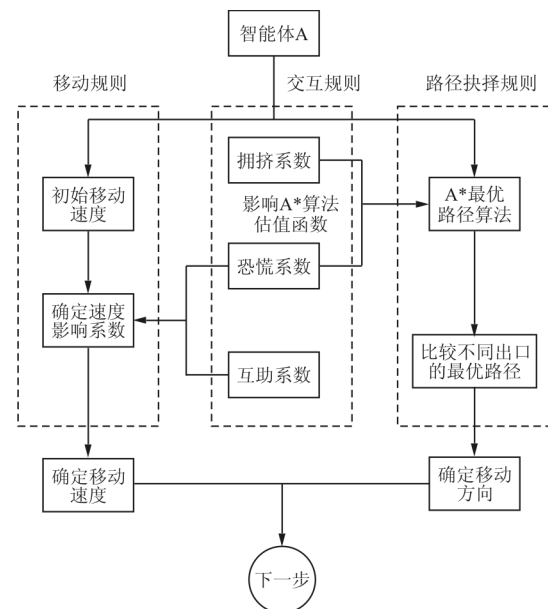 智能体A
移动规则
交互规则
路径抉择规则
初始移动
速度
拥挤系数
影响A*算法
估值函数
A*最优
路径算法
恐慌系数
确定速度
影响系数
互助系数
比较不同出口
的最优路径
确定移动
速度
确定移动
方向
下一步